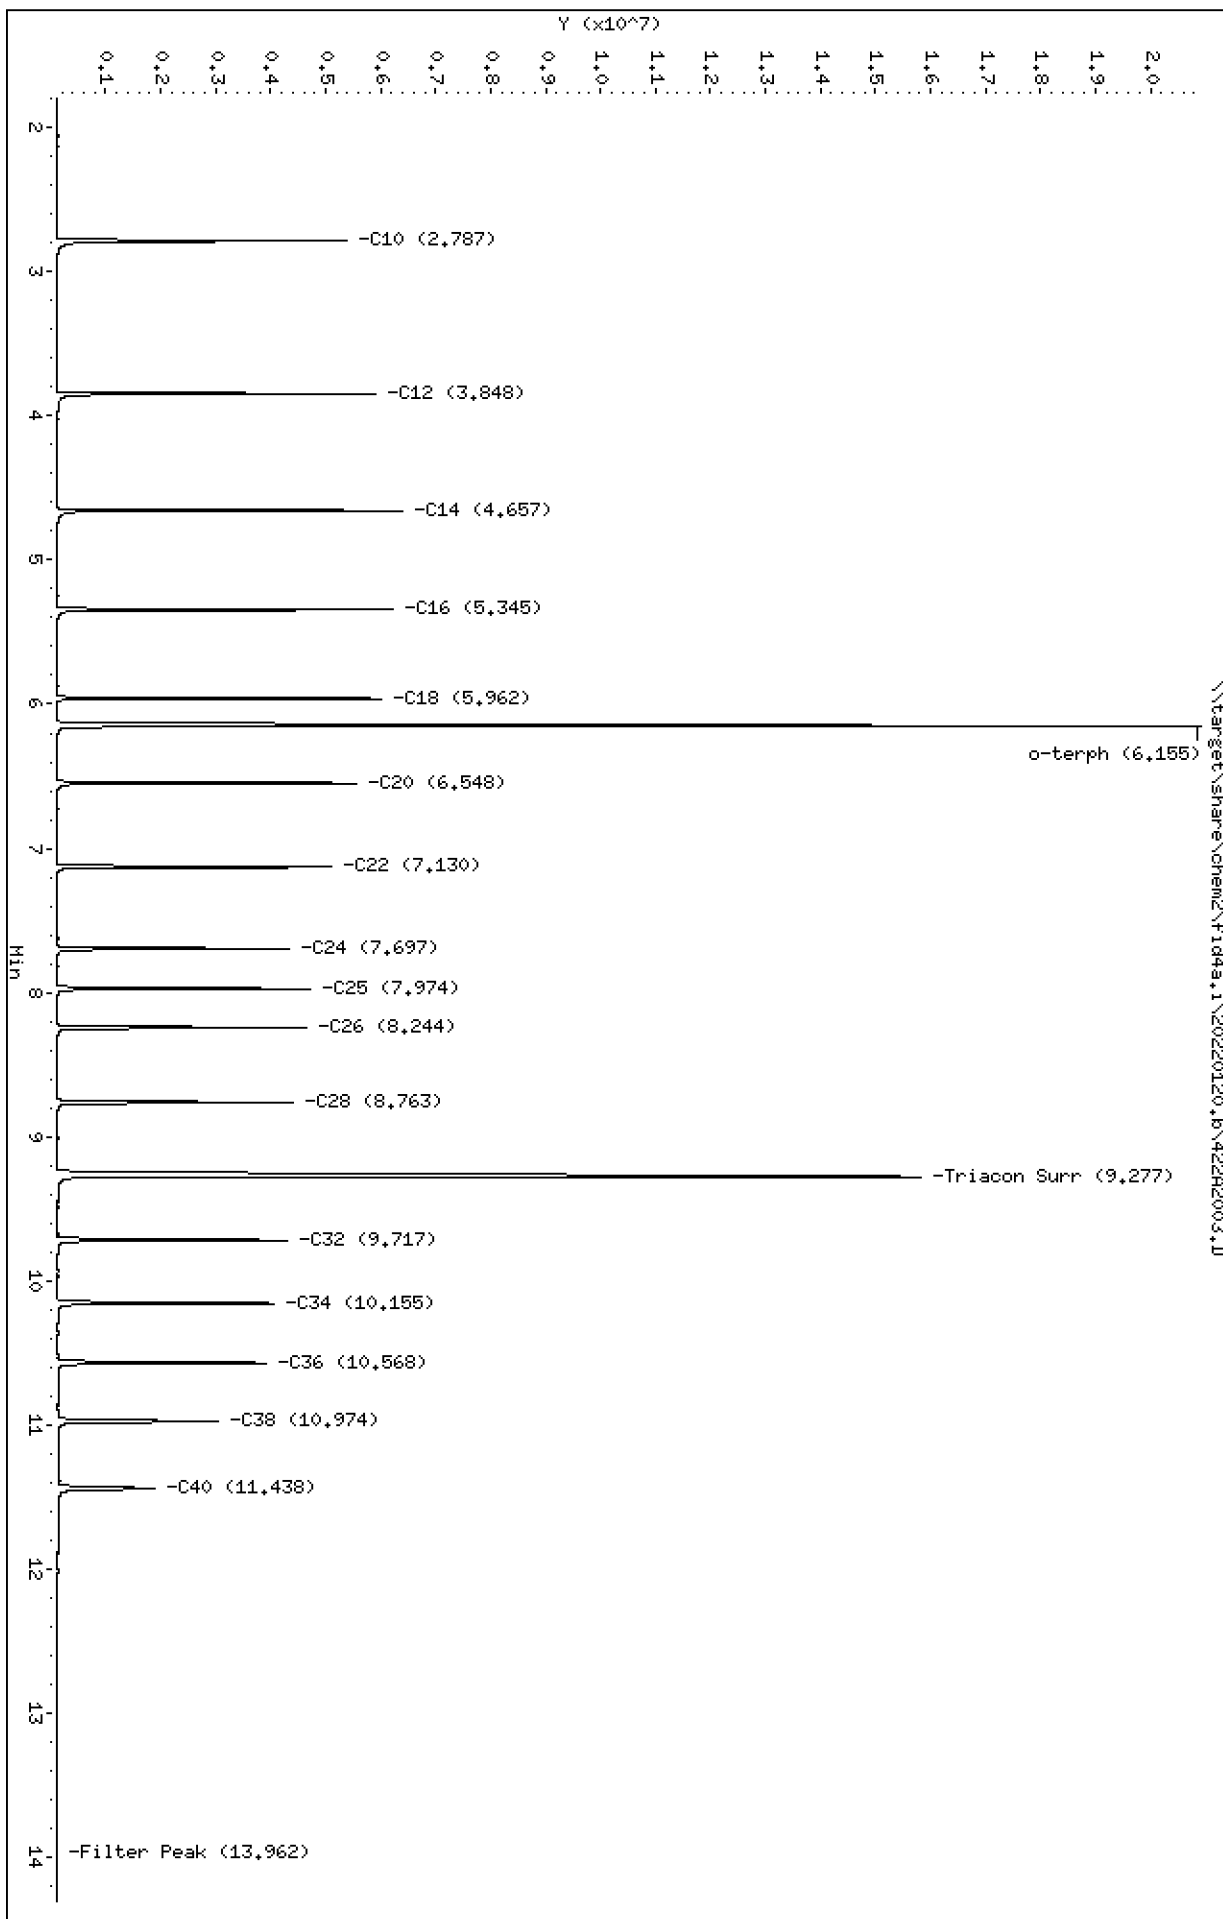 \\target\share\chem2\fid4a.i\20220120.b\422A2003.D
Y (x10^7)
0.1
0.2
0.3
0.4
0.5
0.6
0.7
0.8
0.9
1.0
1.1
1.2
1.3
1.4
1.5
1.6
1.7
1.8
1.9
2.0
-C10 (2.787)
-C12 (3.848)
-C14 (4.657)
-C16 (5.345)
-C18 (5.962)
o-terph (6.155)
-C20 (6.548)
-C22 (7.130)
-C24 (7.697)
-C25 (7.974)
-C26 (8.244)
-C28 (8.763)
-Triacon Surr (9.277)
-C32 (9.717)
-C34 (10.155)
-C36 (10.568)
-C38 (10.974)
-C40 (11.438)
-Filter Peak (13.962)
2
3
4
5
6
7
8
9
10
11
12
13
14
Min